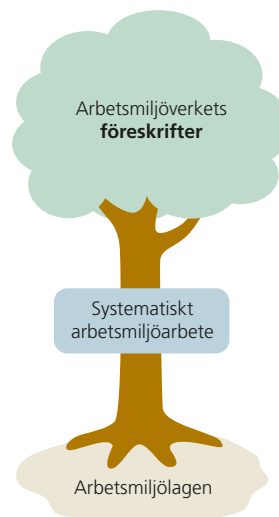 Arbetsmiljöverkets
föreskrifter
Systematiskt
arbetsmiljöarbete
Arbetsmiljölagen